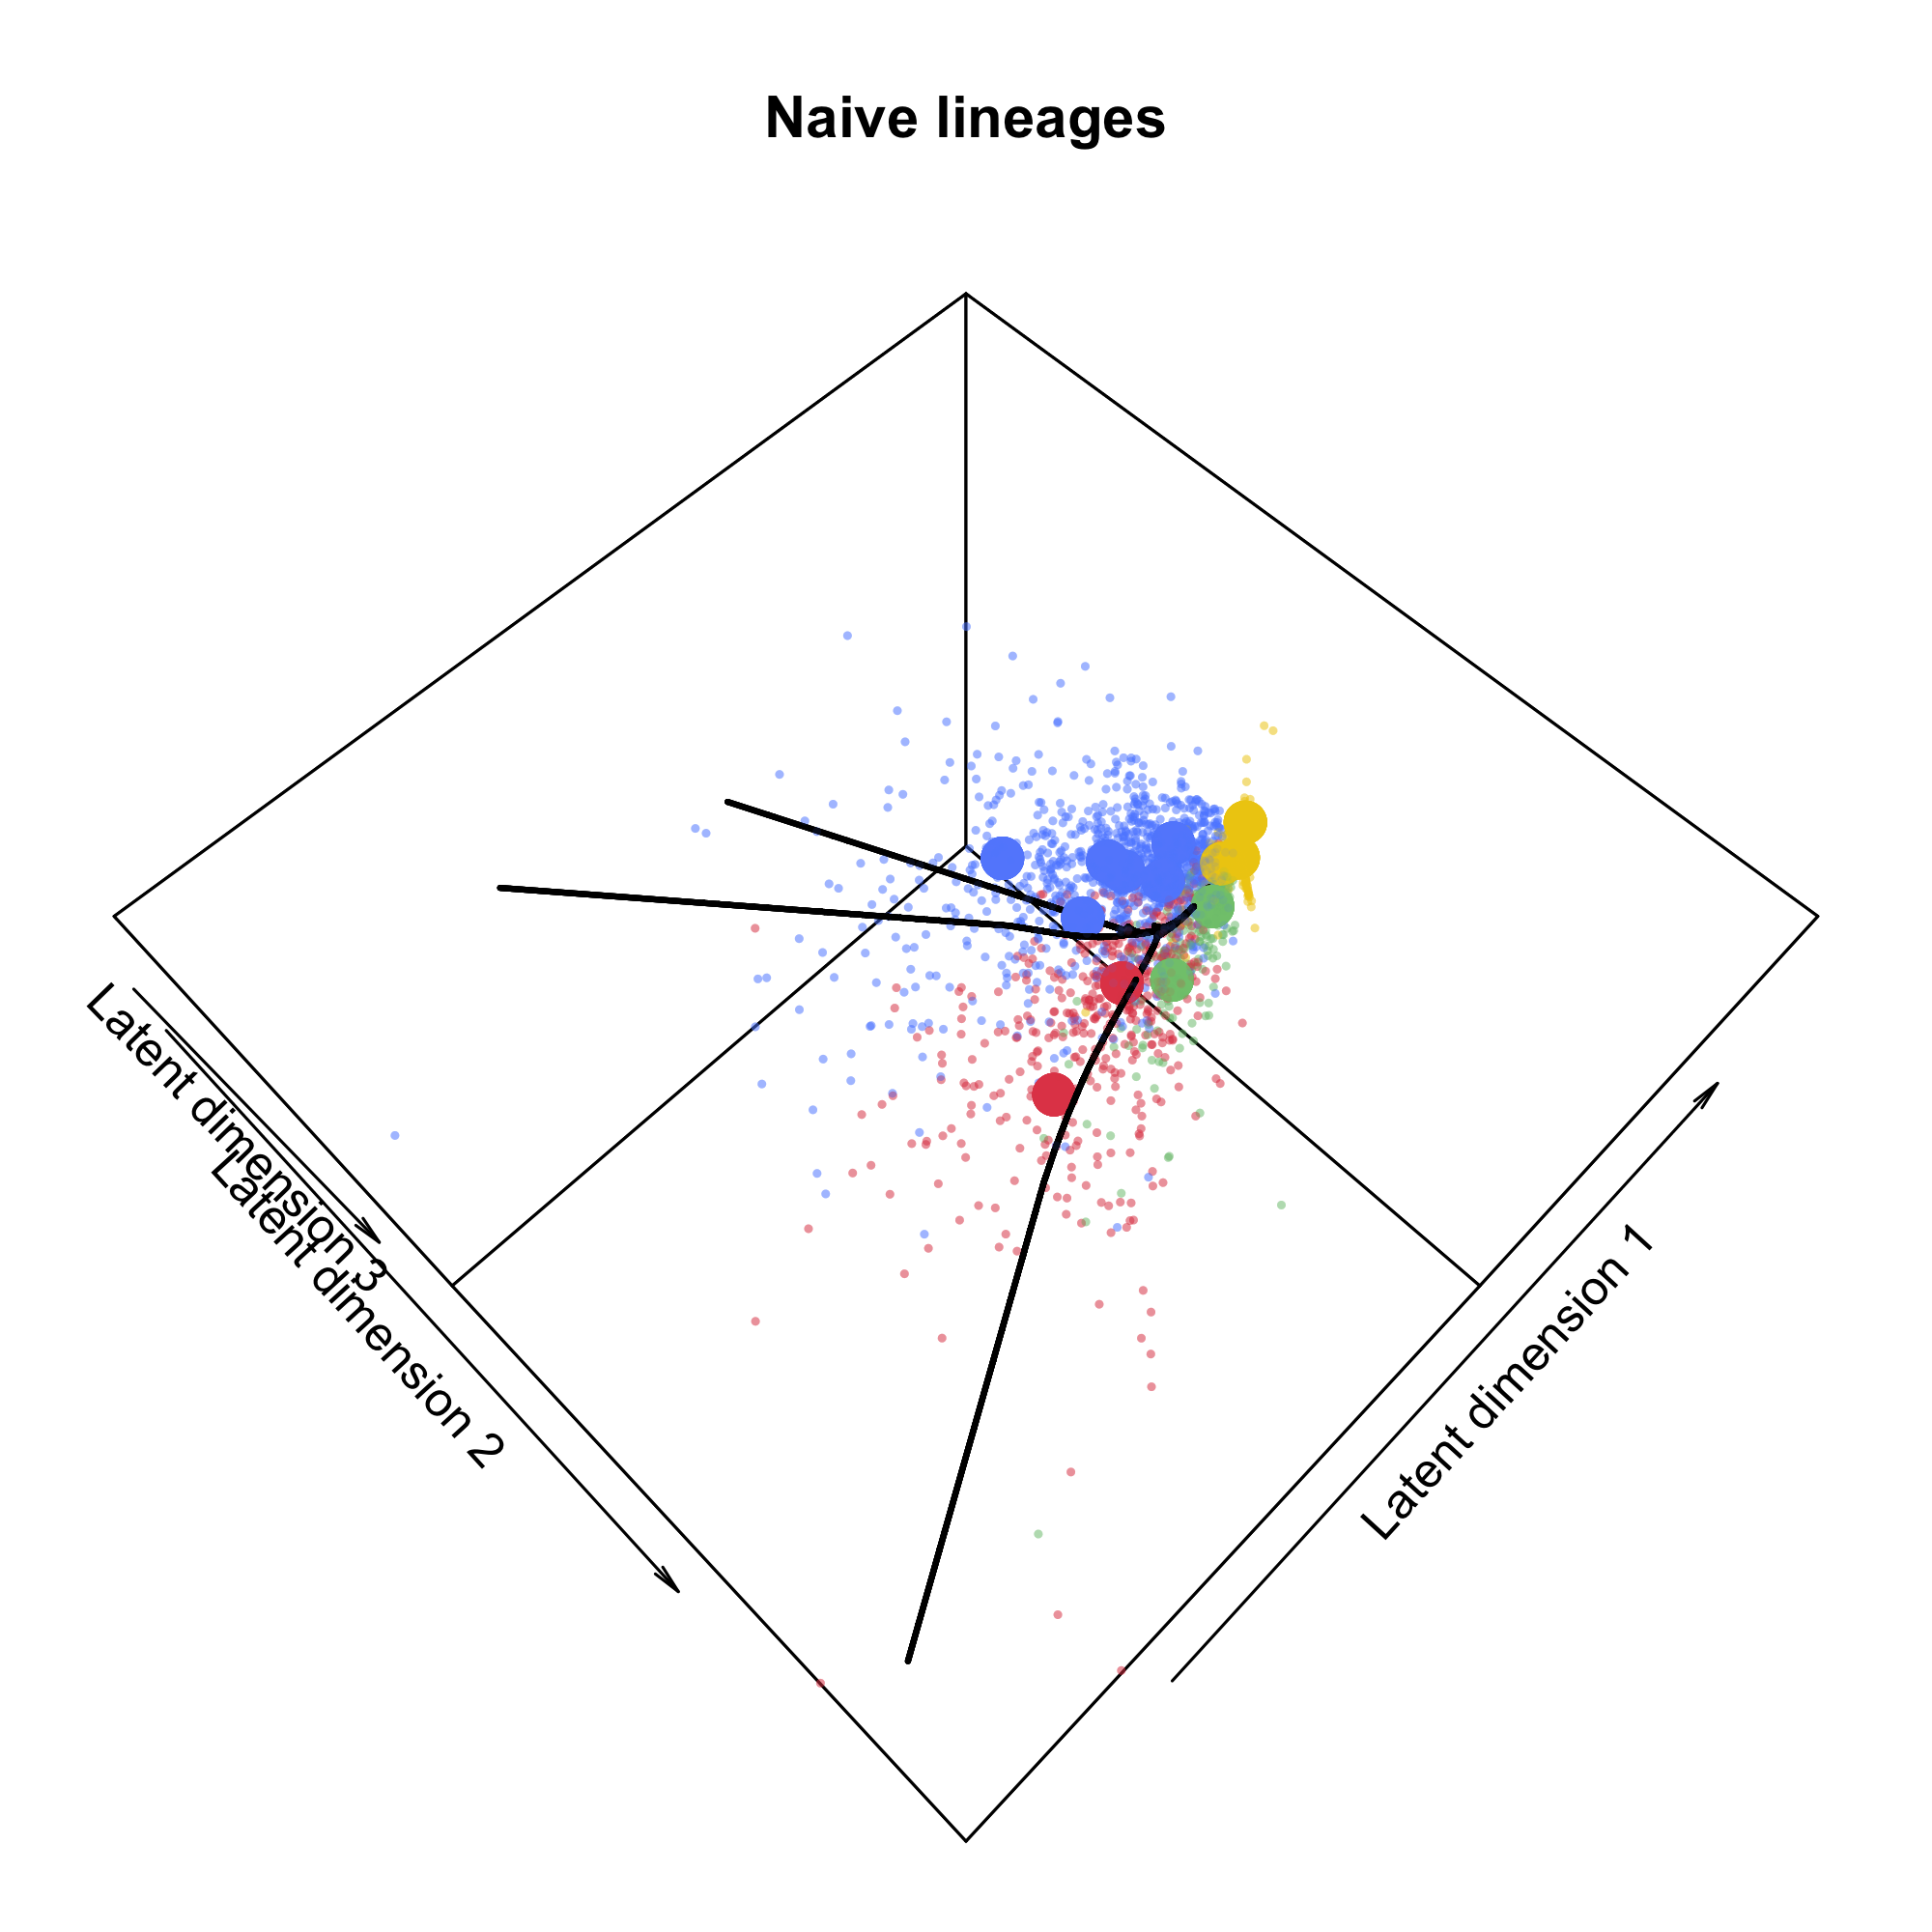 Naive lineages
Latent dimension 3
Latent dimension 2
Latent dimension 1